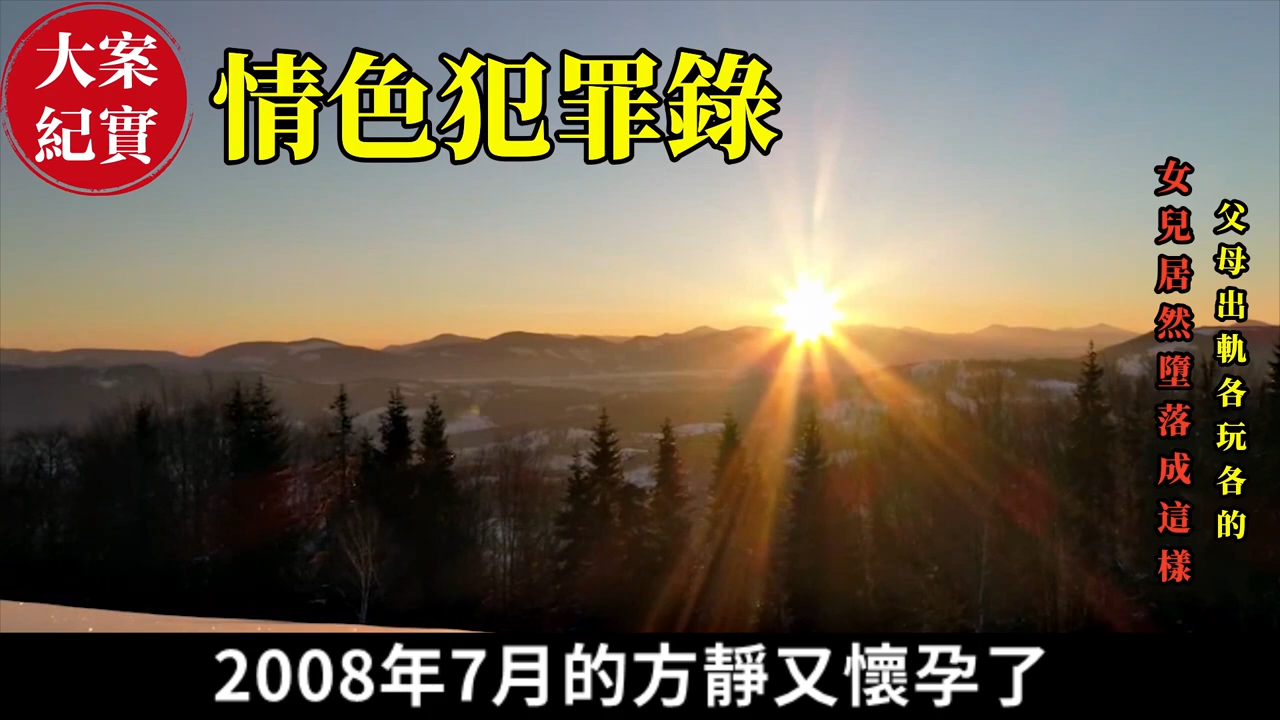 大案
紀實
情色犯罪錄
父母出軌各玩各的
女兒居然墮落成這樣
2008年7月的方靜又懷孕了